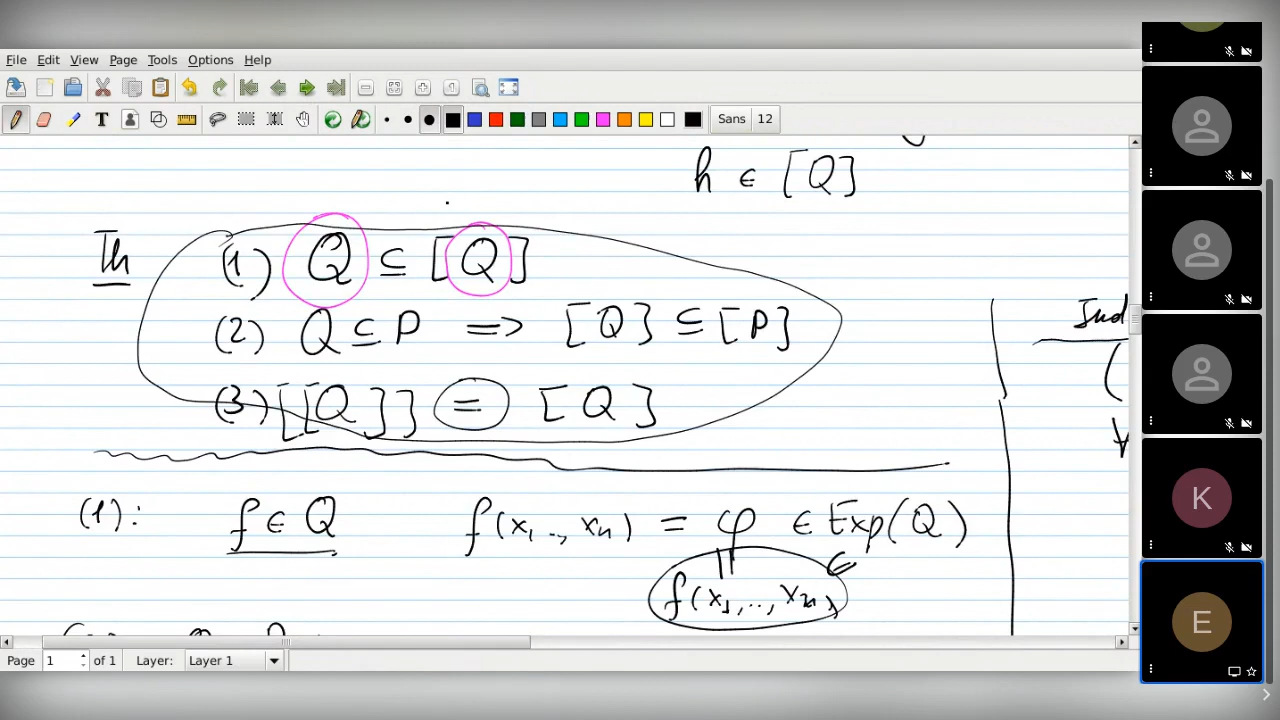 File Edit View Page Tools Options Help
Sans 12
h ∈ [Q]
Th (1) Q ⊆ [Q]
(2) Q ⊆ P => [Q] ⊆ [P]
(3) [[Q]] = [Q]
Ind
(
∀
(1): f ∈ Q f(x₁, .., xₙ) = φ ∈ Exp(Q)
f(x₁, .., xₙ) ∈
K
E
Page 1 of 1 Layer: Layer 1